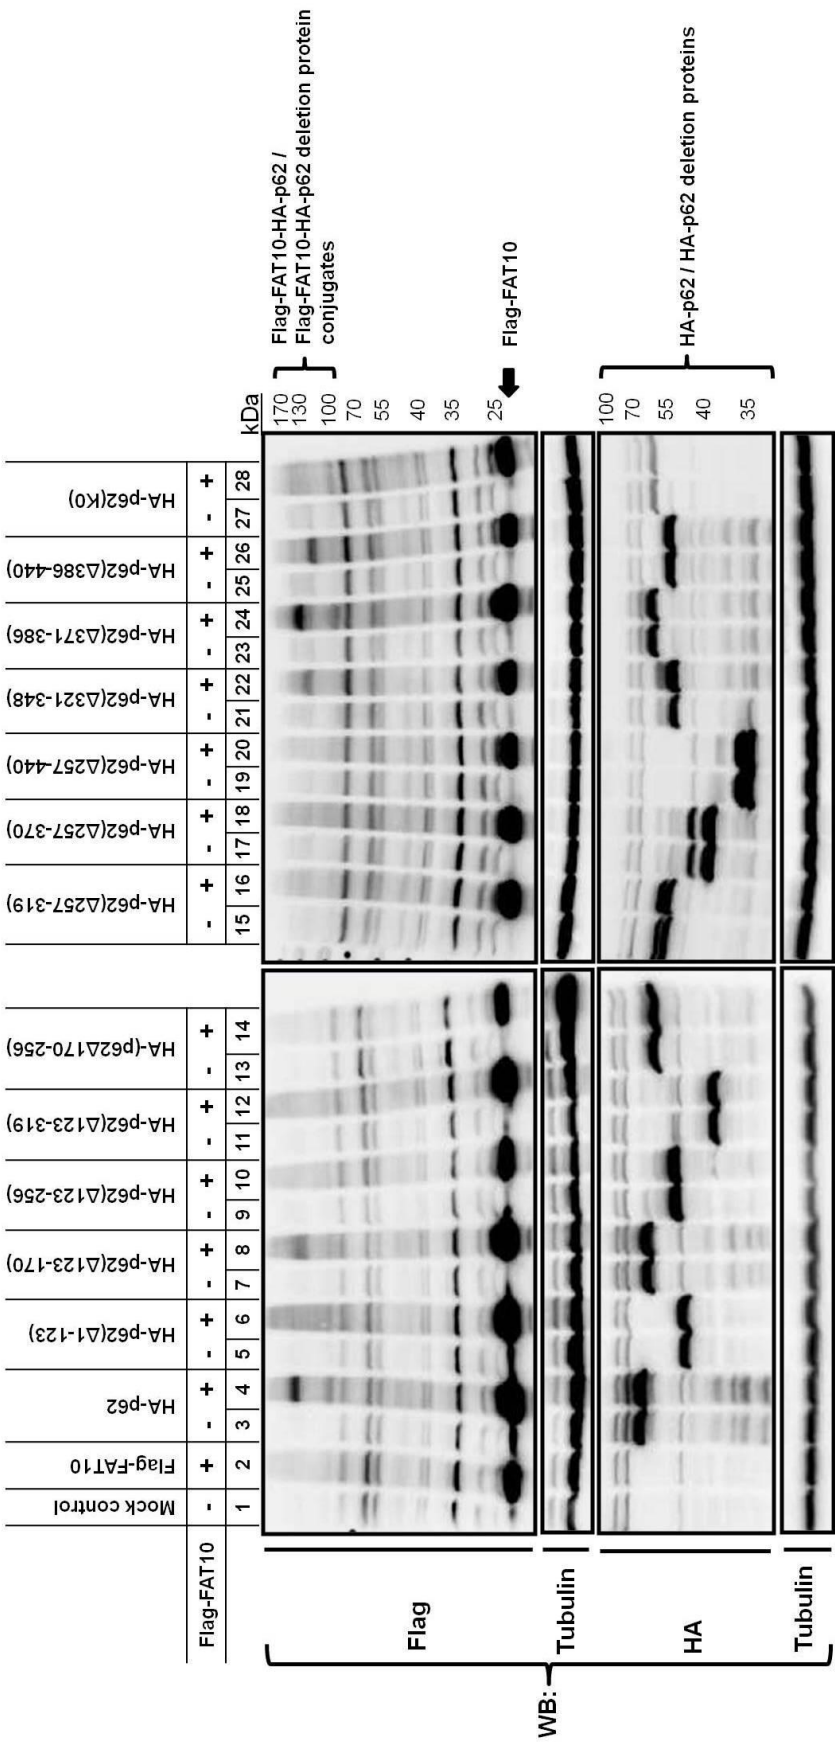 Mock control
Flag-FAT10
HA-p62
HA-p62(Δ1-123)
HA-p62(Δ123-170)
HA-p62(Δ123-256)
HA-p62(Δ123-319)
HA-(p62Δ170-256)
HA-p62(Δ257-319)
HA-p62(Δ257-370)
HA-p62(Δ257-440)
HA-p62(Δ321-348)
HA-p62(Δ371-386)
HA-p62(Δ386-440)
HA-p62(K0)
Flag-FAT10 - + - + - + - + - + - + - + - + - + - + - + - + - + - +
1 2 3 4 5 6 7 8 9 10 11 12 13 14 15 16 17 18 19 20 21 22 23 24 25 26 27 28
kDa
WB:
Flag
170
130
100
70
55
40
35
25
Flag-FAT10-HA-p62 /
Flag-FAT10-HA-p62 deletion protein
conjugates
Flag-FAT10
Tubulin
HA
100
70
55
40
35
HA-p62 / HA-p62 deletion proteins
Tubulin